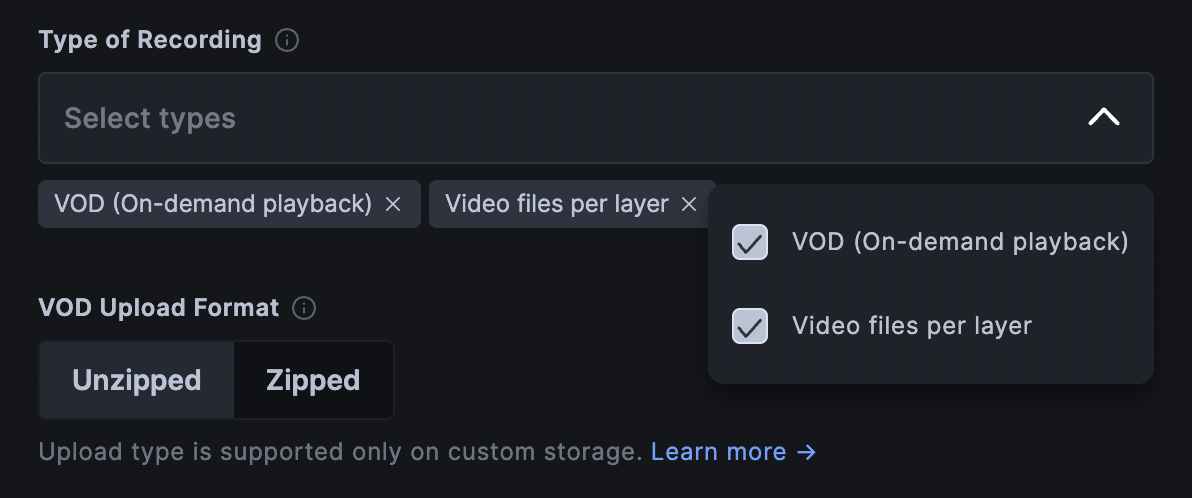 Type of Recording
Select types
VOD (On-demand playback)
Video files per layer
VOD (On-demand playback)
Video files per layer
VOD Upload Format
Unzipped
Zipped
Upload type is supported only on custom storage. Learn more →